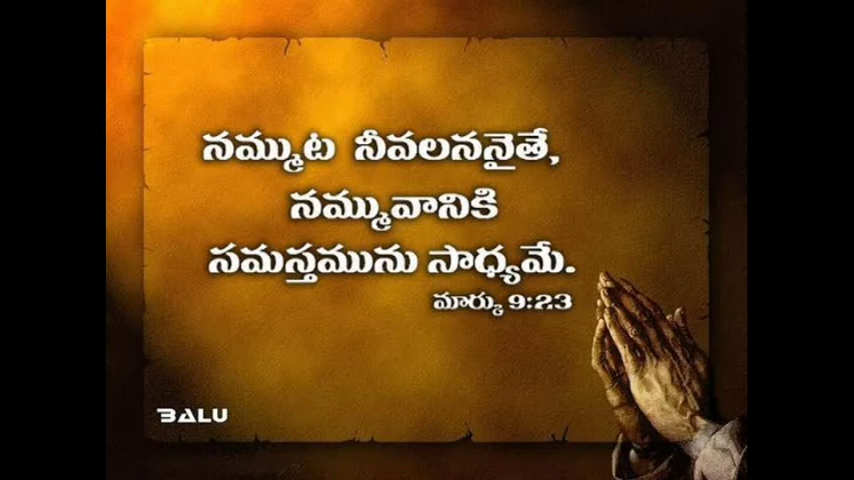 నమ్ముట నీవలననైతే,
నమ్మువానికి
సమస్తమును సాధ్యమే.
మార్కు 9:23
BALU